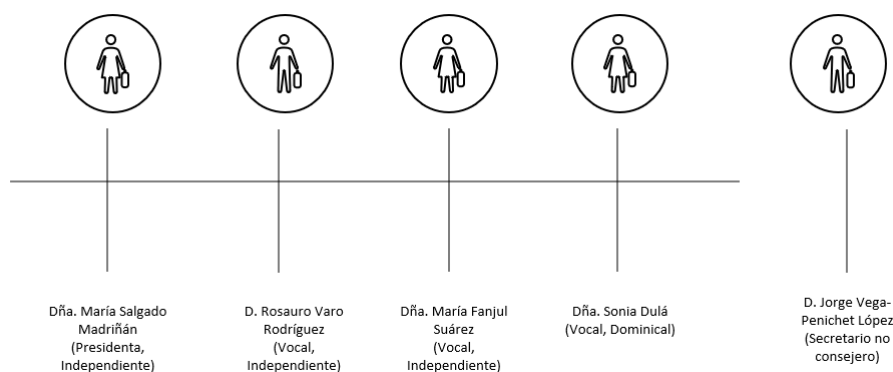 Dña. María Salgado
Madriñán
(Presidenta,
Independiente)
D. Rosauro Varo
Rodríguez
(Vocal,
Independiente)
Dña. María Fanjul
Suárez
(Vocal,
Independiente)
Dña. Sonia Dulá
(Vocal, Dominical)
D. Jorge Vega-
Penichet López
(Secretario no
consejero)